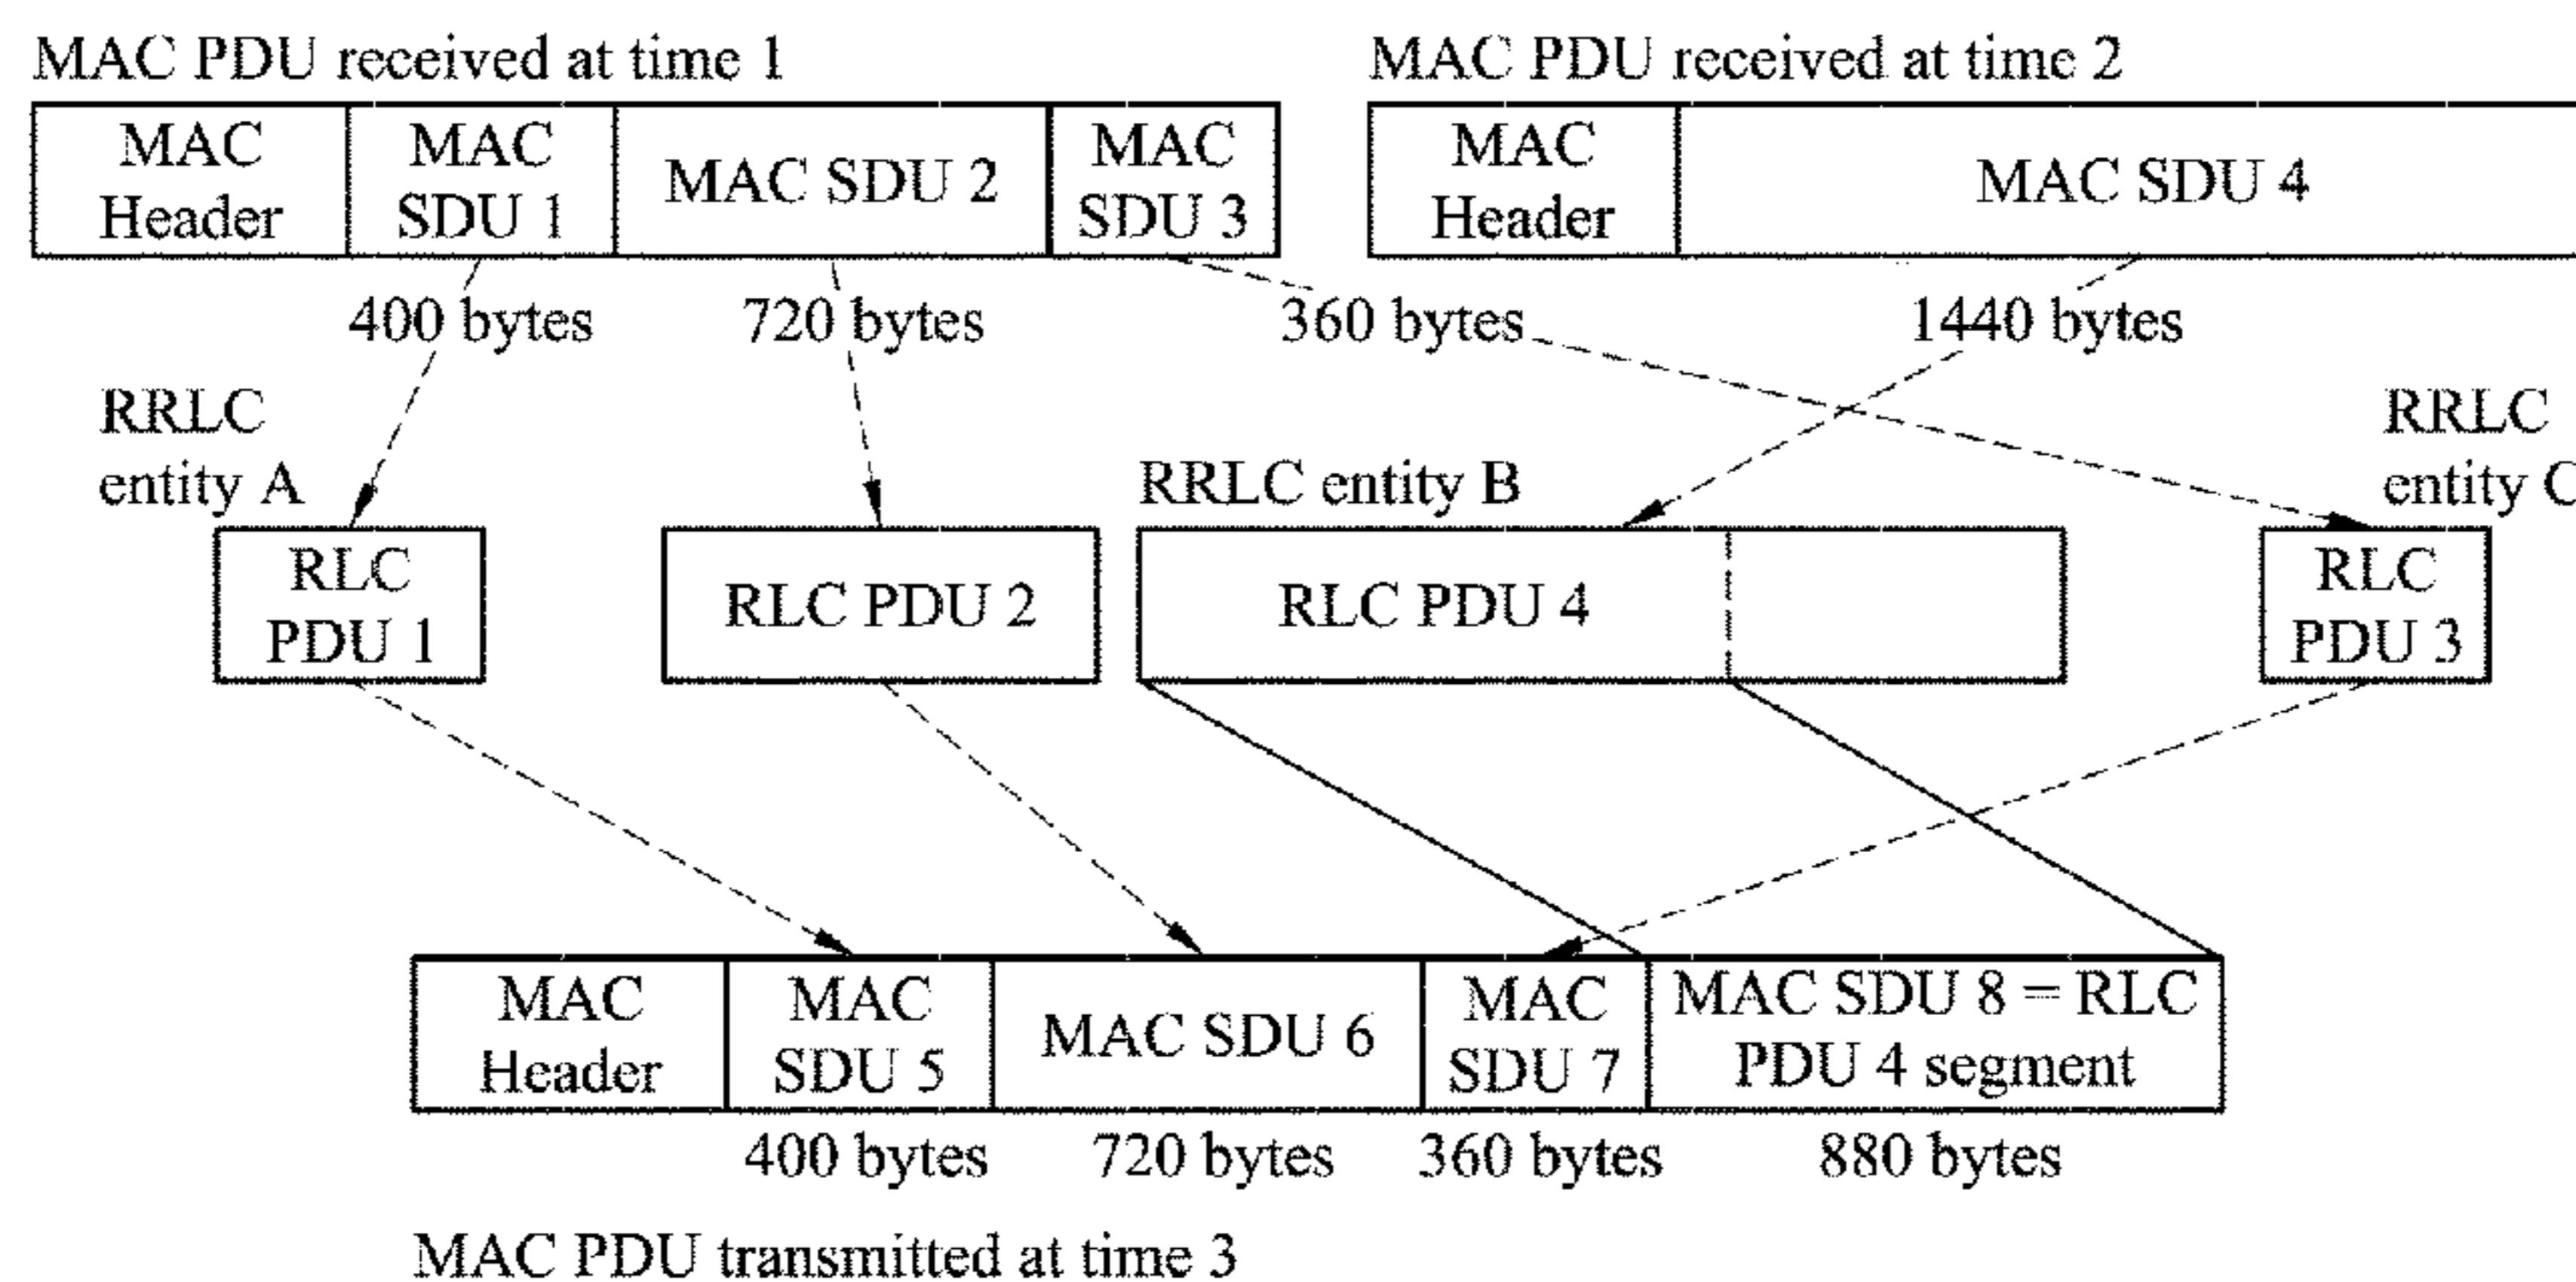 MAC PDU received at time 1
MAC PDU received at time 2
MAC
Header
MAC
SDU 1
MAC SDU 2
MAC
SDU 3
MAC
Header
MAC SDU 4
400 bytes
720 bytes
360 bytes
1440 bytes
RRLC
entity A
RRLC entity B
RRLC
entity C
RLC
PDU 1
RLC PDU 2
RLC PDU 4
RLC
PDU 3
MAC
Header
MAC
SDU 5
MAC SDU 6
MAC
SDU 7
MAC SDU 8 = RLC
PDU 4 segment
400 bytes
720 bytes
360 bytes
880 bytes
MAC PDU transmitted at time 3